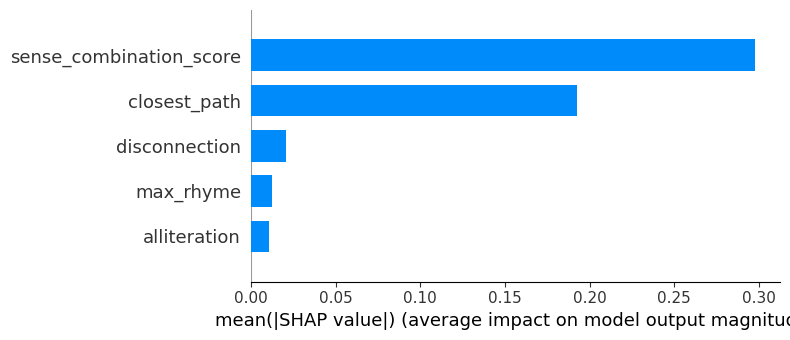 sense_combination_score
closest_path
disconnection
max_rhyme
alliteration
0.00 0.05 0.10 0.15 0.20 0.25 0.30
mean(|SHAP value|) (average impact on model output magnitud